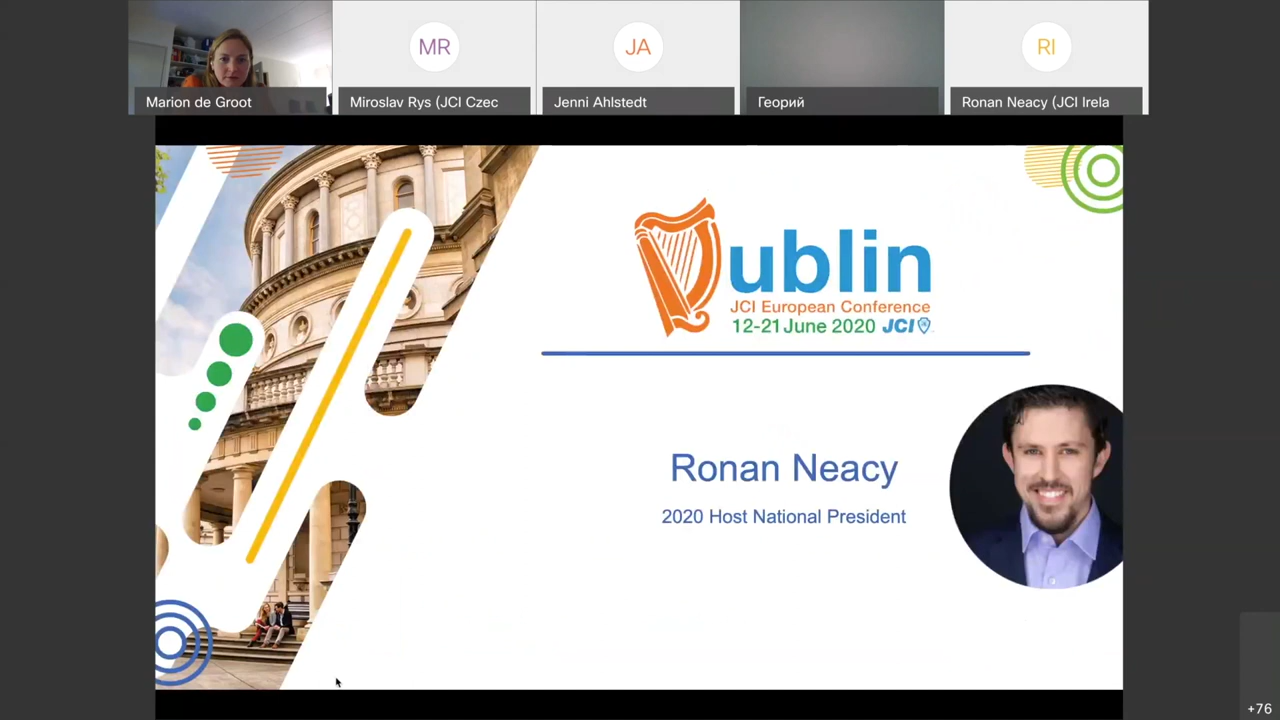 MR
JA
RI
Marion de Groot
Miroslav Rys (JCI Czec
Jenni Ahlstedt
Георий
Ronan Neacy (JCI Irela
ublin
JCI European Conference
12-21 June 2020 JCI
Ronan Neacy
2020 Host National President
+76